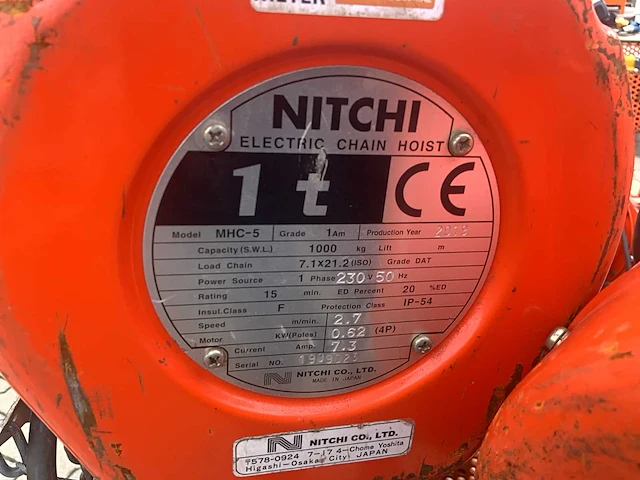 NITCHI
ELECTRIC CHAIN HOIST
1 t CE
Model MHC-5 Grade 1Am Production Year
Capacity (S.W.L) 1000 kg Lift m
Load Chain 7.1X21.2 (ISO) Grade DAT
Power Source 1 Phase 230 V 50 Hz
Rating 15 min. ED Percent 20 %ED
Insul.Class F Protection Class IP-54
Speed m/min. 2.7
Motor KW(Poles) 0.62 (4P)
Current Amp. 7.3
Serial NO.
N NITCHI CO., LTD.
MADE IN JAPAN
N NITCHI CO., LTD.
〒578-0924 7-17 4-Chome Yoshita
Higashi-Osaka City, JAPAN